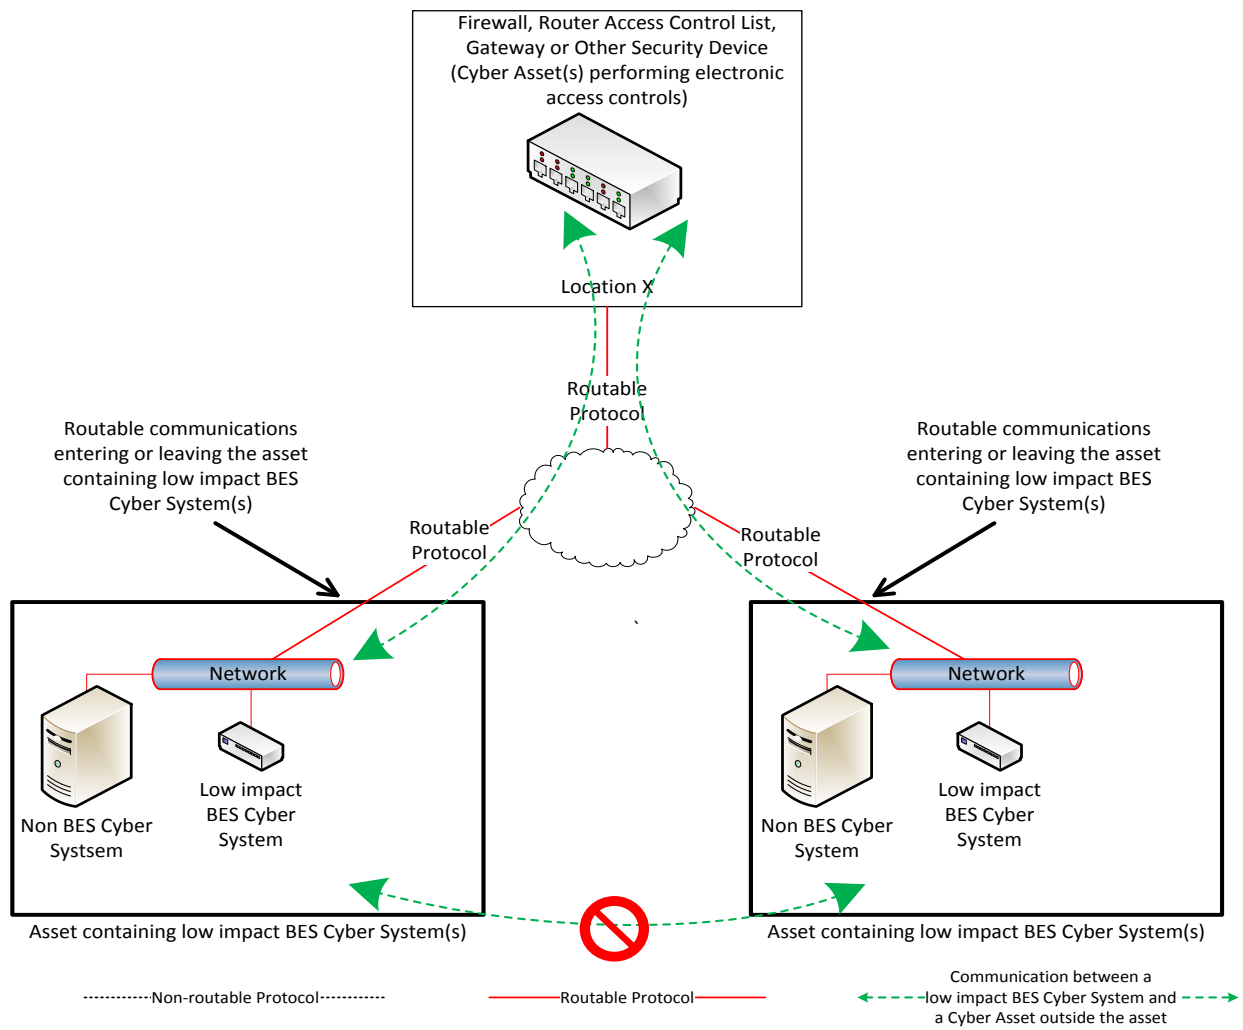 Firewall, Router Access Control List,
Gateway or Other Security Device
(Cyber Asset(s) performing electronic
access controls)
Location X
Routable
Protocol
Routable communications
entering or leaving the asset
containing low impact BES
Cyber System(s)
Routable communications
entering or leaving the asset
containing low impact BES
Cyber System(s)
Routable
Protocol
Routable
Protocol
Network
Non BES Cyber
Systsem
Low impact
BES Cyber
System
Network
Non BES Cyber
System
Low impact
BES Cyber
System
Asset containing low impact BES Cyber System(s)
Asset containing low impact BES Cyber System(s)
Non-routable Protocol
Routable Protocol
Communication between a
low impact BES Cyber System and
a Cyber Asset outside the asset